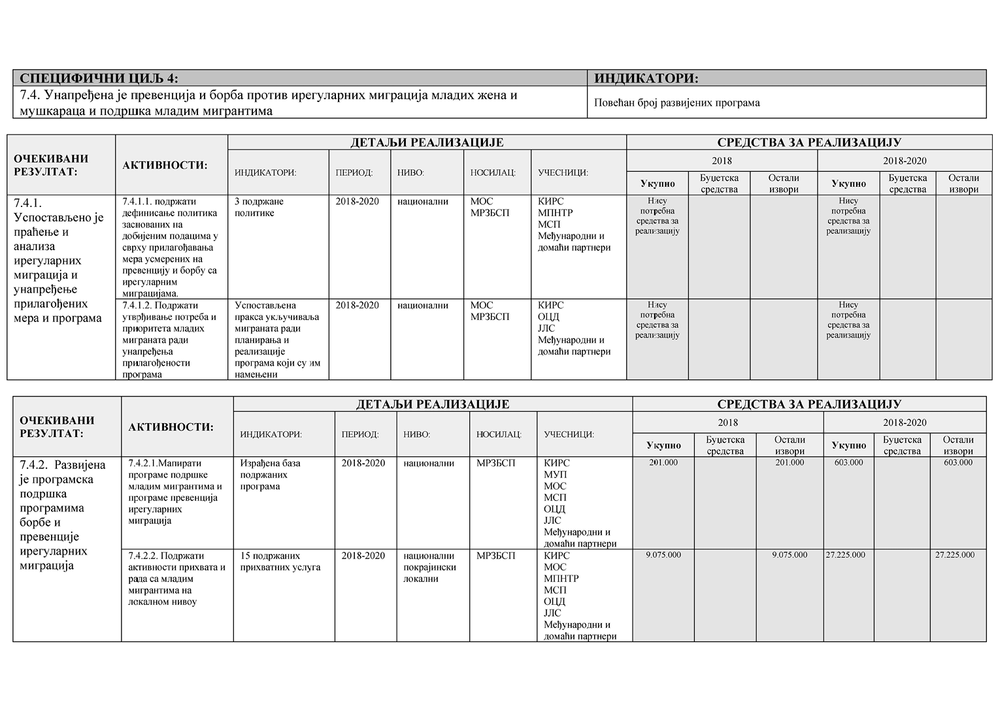 СПЕЦИФИЧНИ ЦИЉ 4:
ИНДИКАТОРИ:
7.4. Унапређена је превенција и борба против ирегуларних миграција младих жена и
мушкараца и подршка младим мигрантима
Повећан број развијених програма
ОЧЕКИВАНИ
РЕЗУЛТАТ:
АКТИВНОСТИ:
ДЕТАЉИ РЕАЛИЗАЦИЈЕ
СРЕДСТВА ЗА РЕАЛИЗАЦИЈУ
ИНДИКАТОРИ:
ПЕРИОД:
НИВО:
НОСИЛАЦ:
УЧЕСНИЦИ:
2018
2018-2020
Укупно
Буџетска
средства
Остали
извори
Укупно
Буџетска
средства
Остали
извори
7.4.1.
Успостављено је
праћење и
анализа
ирегуларних
миграција и
унапређење
прилагођених
мера и програма
7.4.1.1. подржати
дефинисање политика
заснованих на
добијеним подацима у
сврху прилагођавања
мера усмерених на
превенцију и борбу са
ирегуларним
миграцијама.
3 подржане
политике
2018-2020
национални
МОС
МРЗБСП
КИРС
МПНТР
МСП
Међународни и
домаћи партнери
Нису
потребна
средства за
реализацију
Нису
потребна
средства за
реализацију
7.4.1.2. Подржати
утврђивање потреба и
приоритета младих
миграната ради
унапређења
прилагођености
програма
Успостављена
пракса укључиваља
миграната ради
планирања и
реализације
програма који су им
намењени
2018-2020
национални
МОС
МРЗБСП
КИРС
ОЦД
ЈЛС
Међународни и
домаћи партнери
Нису
потребна
средства за
реализацију
Нису
потребна
средства за
реализацију
ОЧЕКИВАНИ
РЕЗУЛТАТ:
АКТИВНОСТИ:
ДЕТАЉИ РЕАЛИЗАЦИЈЕ
СРЕДСТВА ЗА РЕАЛИЗАЦИЈУ
ИНДИКАТОРИ:
ПЕРИОД:
НИВО:
НОСИЛАЦ:
УЧЕСНИЦИ:
2018
2018-2020
Укупно
Буџетска
средства
Остали
извори
Укупно
Буџетска
средства
Остали
извори
7.4.2. Развијена
је програмска
подршка
програмима
борбе и
превенције
ирегуларних
миграција
7.4.2.1.Мапирати
програме подршке
младим мигрантима и
програме превенција
ирегуларних
миграција
Израђена база
подржаних
програма
2018-2020
национални
МРЗБСП
КИРС
МУП
МОС
МСП
ОЦД
ЈЛС
Међународни и
домаћи партнери
201.000
201.000
603.000
603.000
7.4.2.2. Подржати
активности прихвата и
рада са младим
мигрантима на
локалном нивоу
15 подржаних
прихватних услуга
2018-2020
национални
покрајински
локални
МРЗБСП
КИРС
МОС
МПНТР
МСП
ОЦД
ЈЛС
Међународни и
домаћи партнери
9.075.000
9.075.000
27.225.000
27.225.000